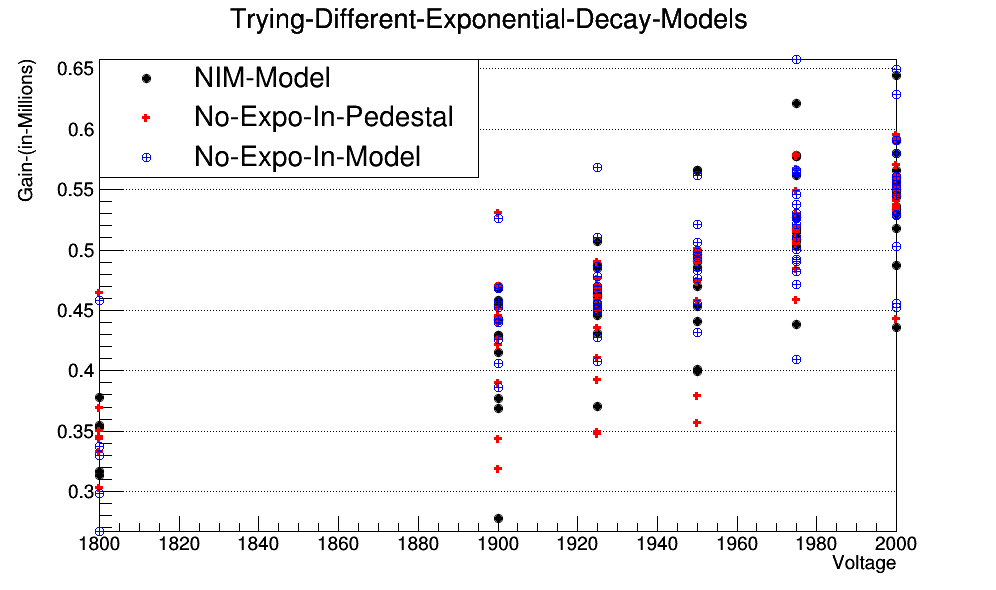 Trying-Different-Exponential-Decay-Models
Gain-(in-Millions)
NIM-Model
No-Expo-In-Pedestal
No-Expo-In-Model
0.65
0.6
0.55
0.5
0.45
0.4
0.35
0.3
1800 1820 1840 1860 1880 1900 1920 1940 1960 1980 2000
Voltage